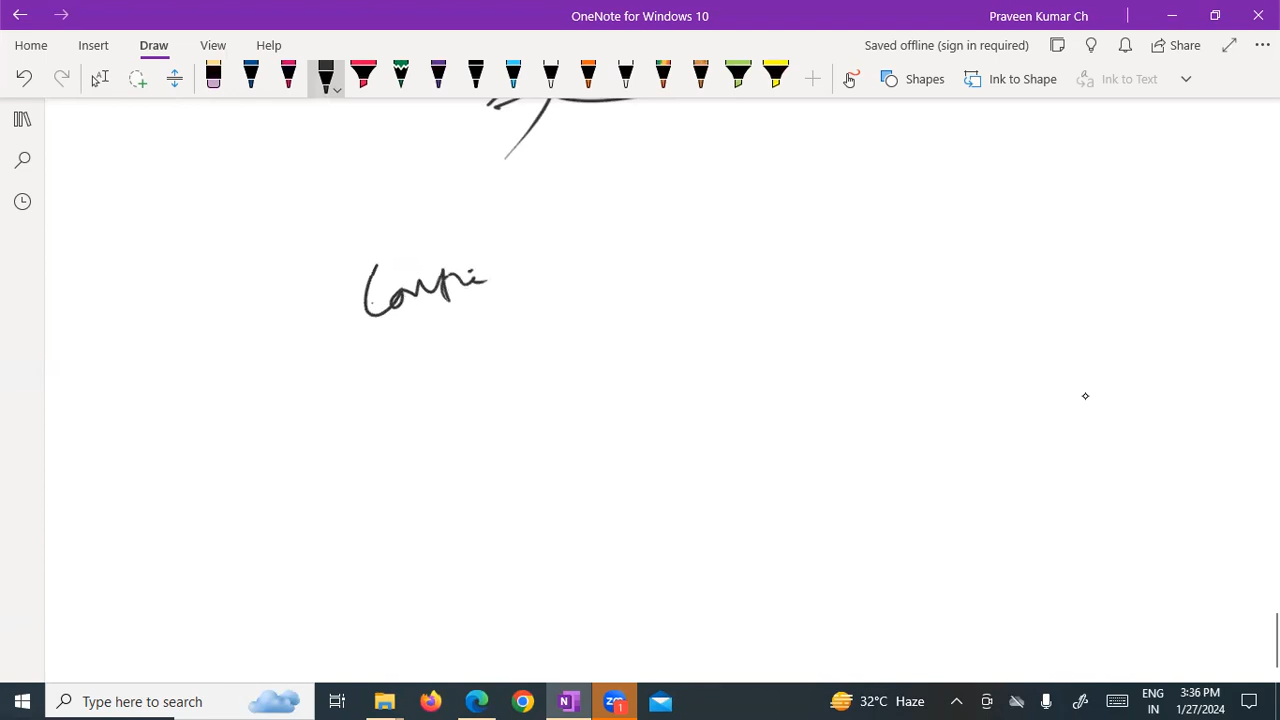 OneNote for Windows 10
Praveen Kumar Ch
Home Insert Draw View Help
Saved offline (sign in required)
Share
Shapes
Ink to Shape
Ink to Text
Compi
Type here to search
1
32°C Haze
ENG
IN
3:36 PM
1/27/2024